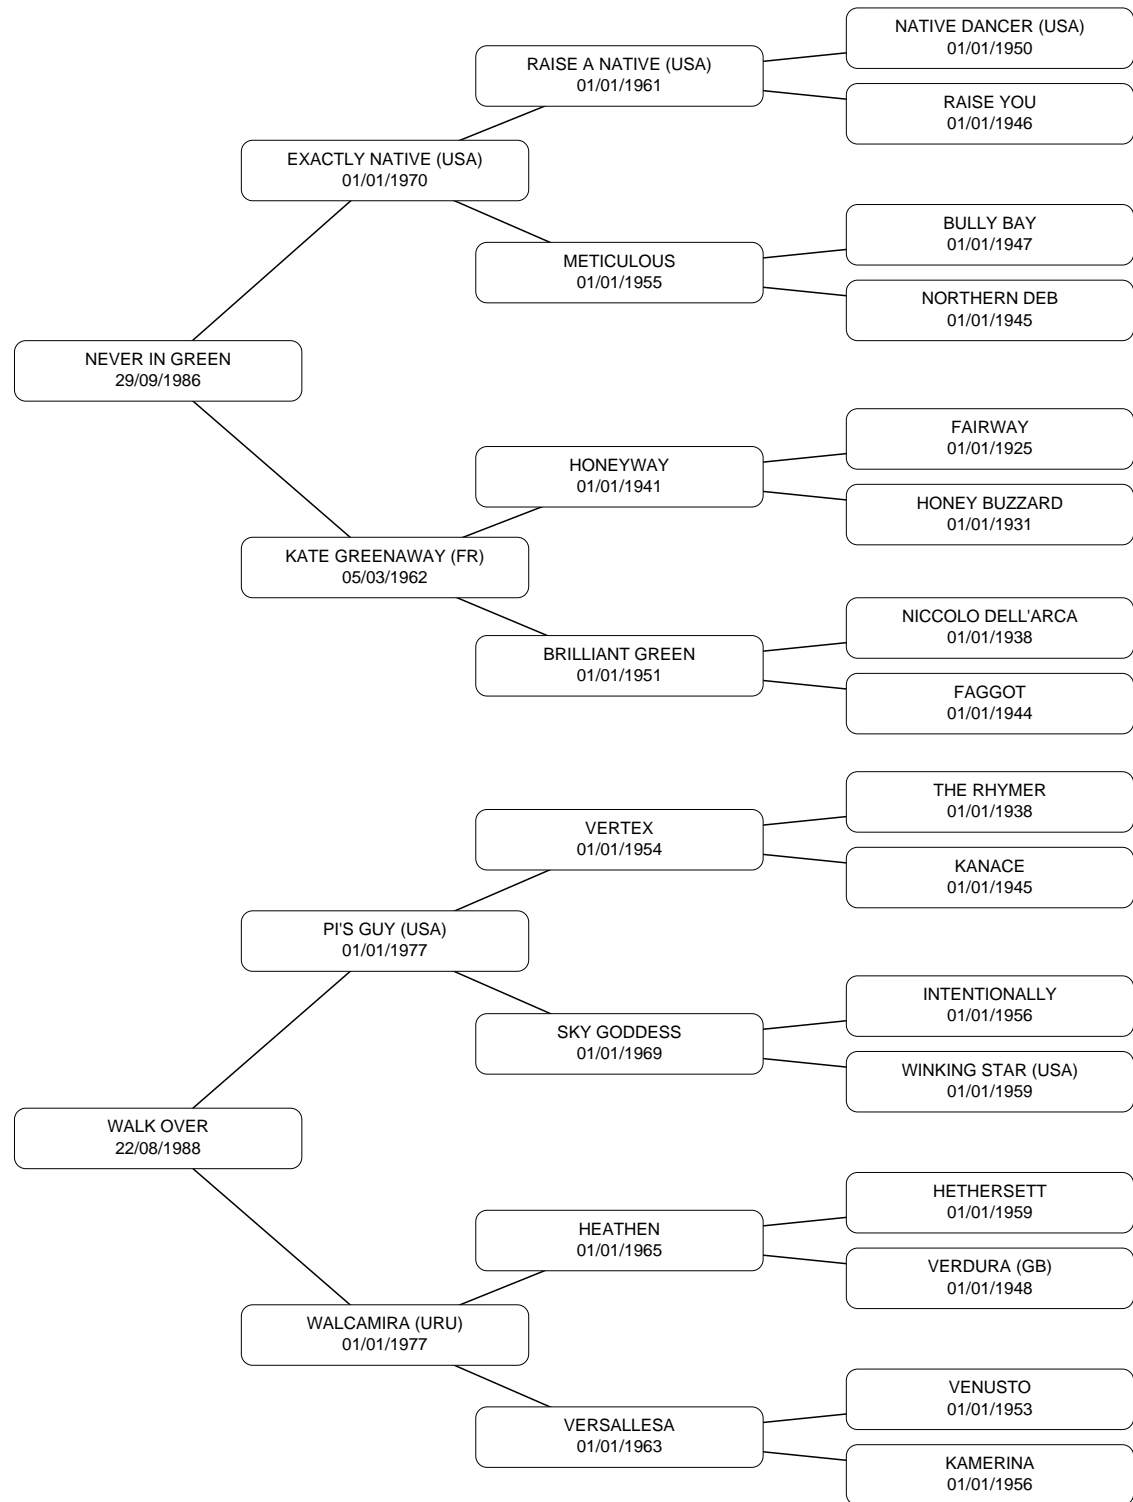 NATIVE DANCER (USA)
01/01/1950
RAISE A NATIVE (USA)
01/01/1961
RAISE YOU
01/01/1946
EXACTLY NATIVE (USA)
01/01/1970
BULLY BAY
01/01/1947
METICULOUS
01/01/1955
NORTHERN DEB
01/01/1945
NEVER IN GREEN
29/09/1986
FAIRWAY
01/01/1925
HONEYWAY
01/01/1941
HONEY BUZZARD
01/01/1931
KATE GREENAWAY (FR)
05/03/1962
NICCOLO DELL'ARCA
01/01/1938
BRILLIANT GREEN
01/01/1951
FAGGOT
01/01/1944
THE RHYMER
01/01/1938
VERTEX
01/01/1954
KANACE
01/01/1945
PI'S GUY (USA)
01/01/1977
INTENTIONALLY
01/01/1956
SKY GODDESS
01/01/1969
WINKING STAR (USA)
01/01/1959
WALK OVER
22/08/1988
HETHERSETT
01/01/1959
HEATHEN
01/01/1965
VERDURA (GB)
01/01/1948
WALCAMIRA (URU)
01/01/1977
VENUSTO
01/01/1953
VERSALLESA
01/01/1963
KAMERINA
01/01/1956